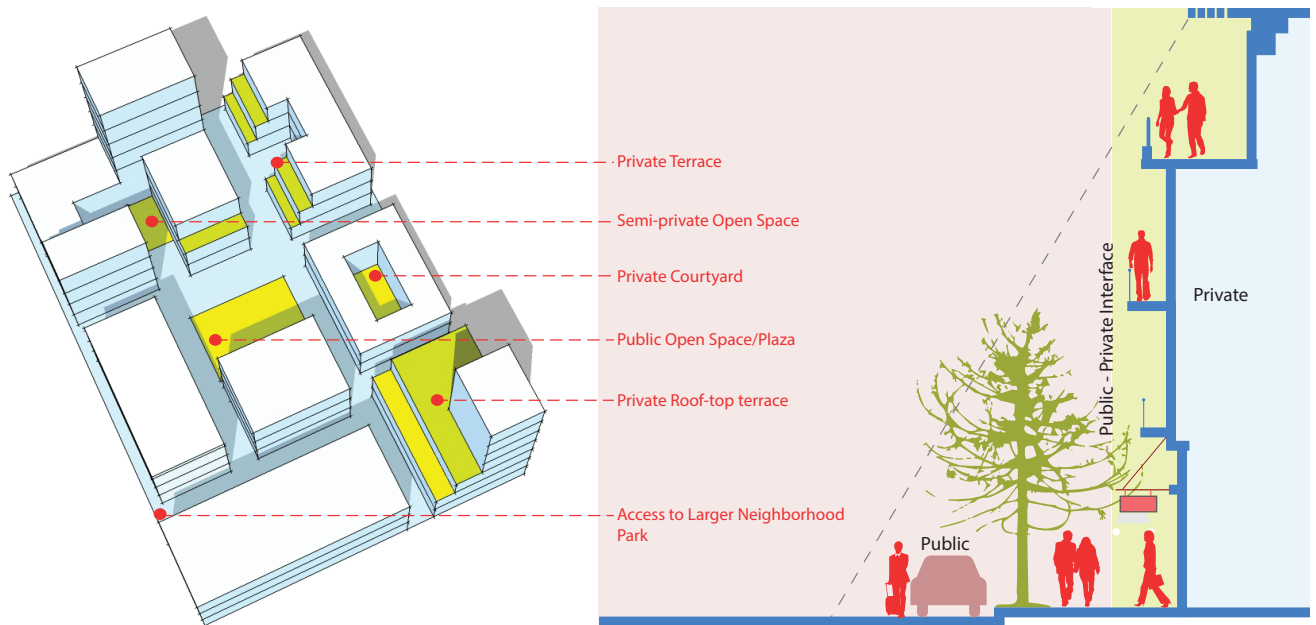 Private Terrace
Semi-private Open Space
Private Courtyard
Public Open Space/Plaza
Private Roof-top terrace
Access to Larger Neighborhood
Park
Public
Public - Private Interface
Private